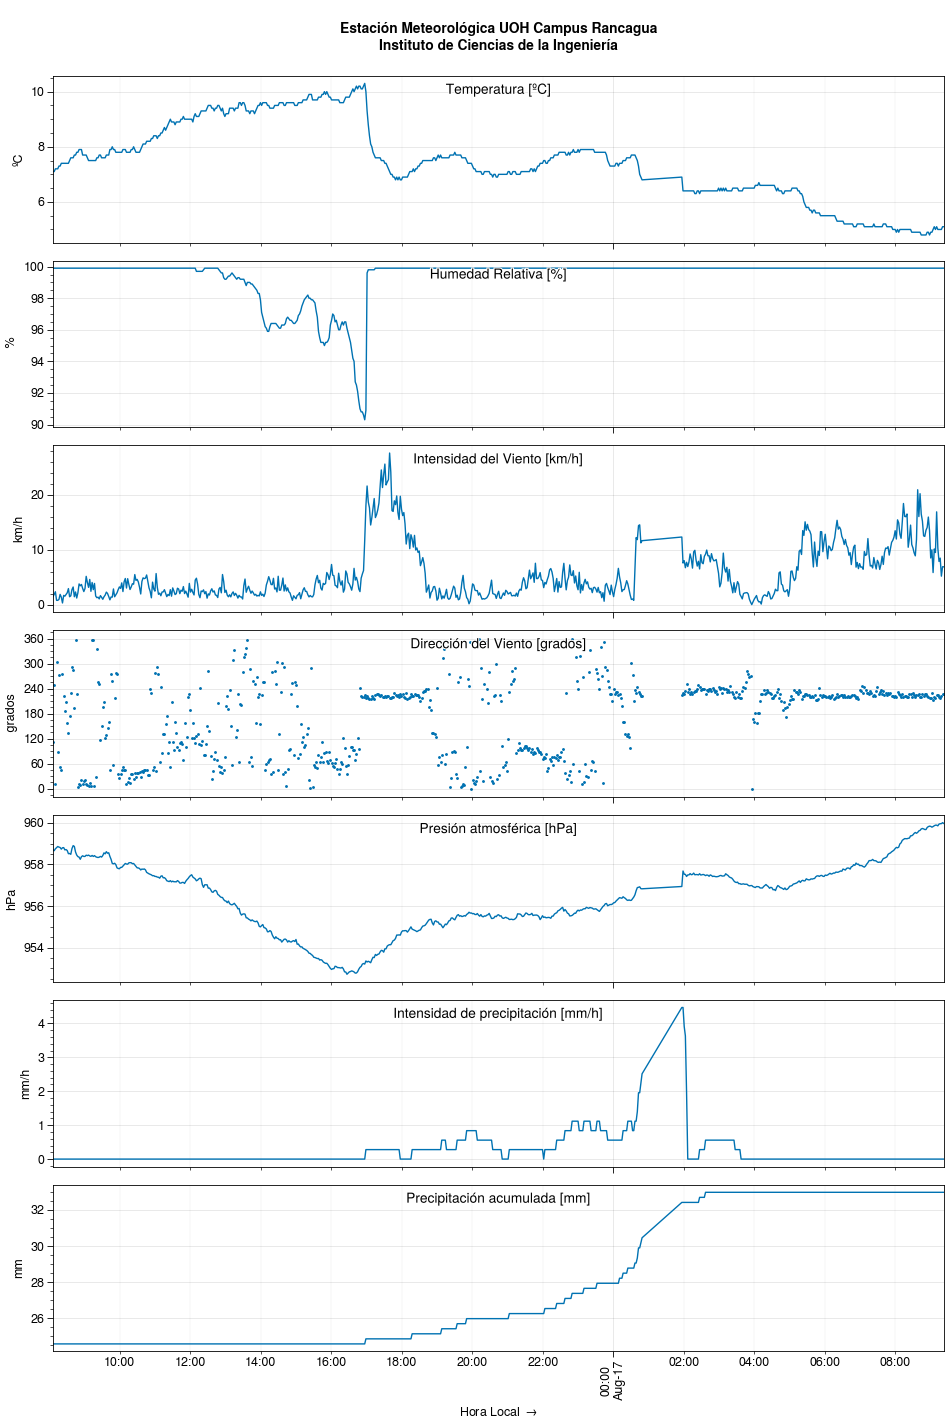 Estación Meteorológica UOH Campus Rancagua
Instituto de Ciencias de la Ingeniería
Temperatura [ºC]
10
8
6
ºC
Humedad Relativa [%]
100
98
96
94
92
90
%
Intensidad del Viento [km/h]
20
10
0
km/h
Dirección del Viento [grados]
360
300
240
180
120
60
0
grados
Presión atmosférica [hPa]
960
958
956
954
hPa
Intensidad de precipitación [mm/h]
4
3
2
1
0
mm/h
Precipitación acumulada [mm]
32
30
28
26
mm
10:00
12:00
14:00
16:00
18:00
20:00
22:00
00:00
Aug-17
02:00
04:00
06:00
08:00
Hora Local →